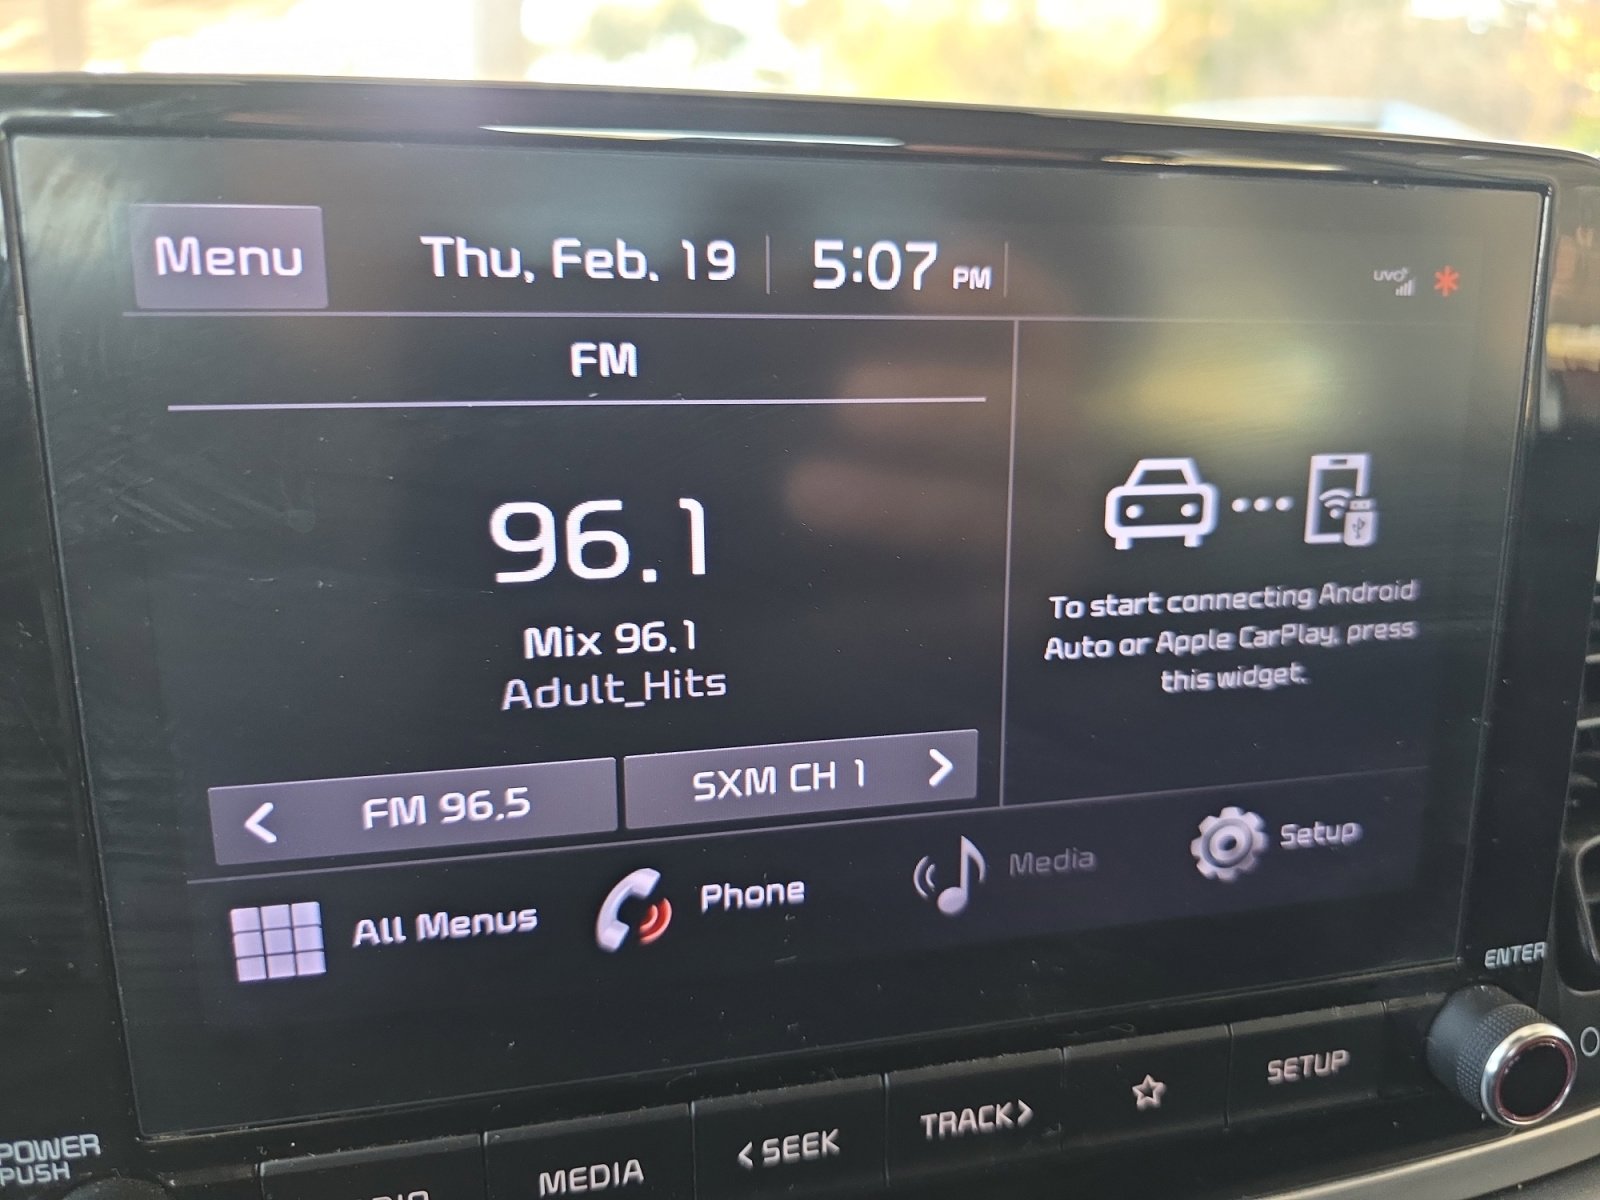 Menu
Thu, Feb. 19
5:07 PM
UVO
FM
96.1
Mix 96.1
Adult_Hits
< FM 96.5
SXM CH 1 >
To start connecting Android
Auto or Apple CarPlay, press
this widget.
All Menus
Phone
Media
Setup
ENTER
POWER
PUSH
MEDIA
< SEEK
TRACK >
SETUP